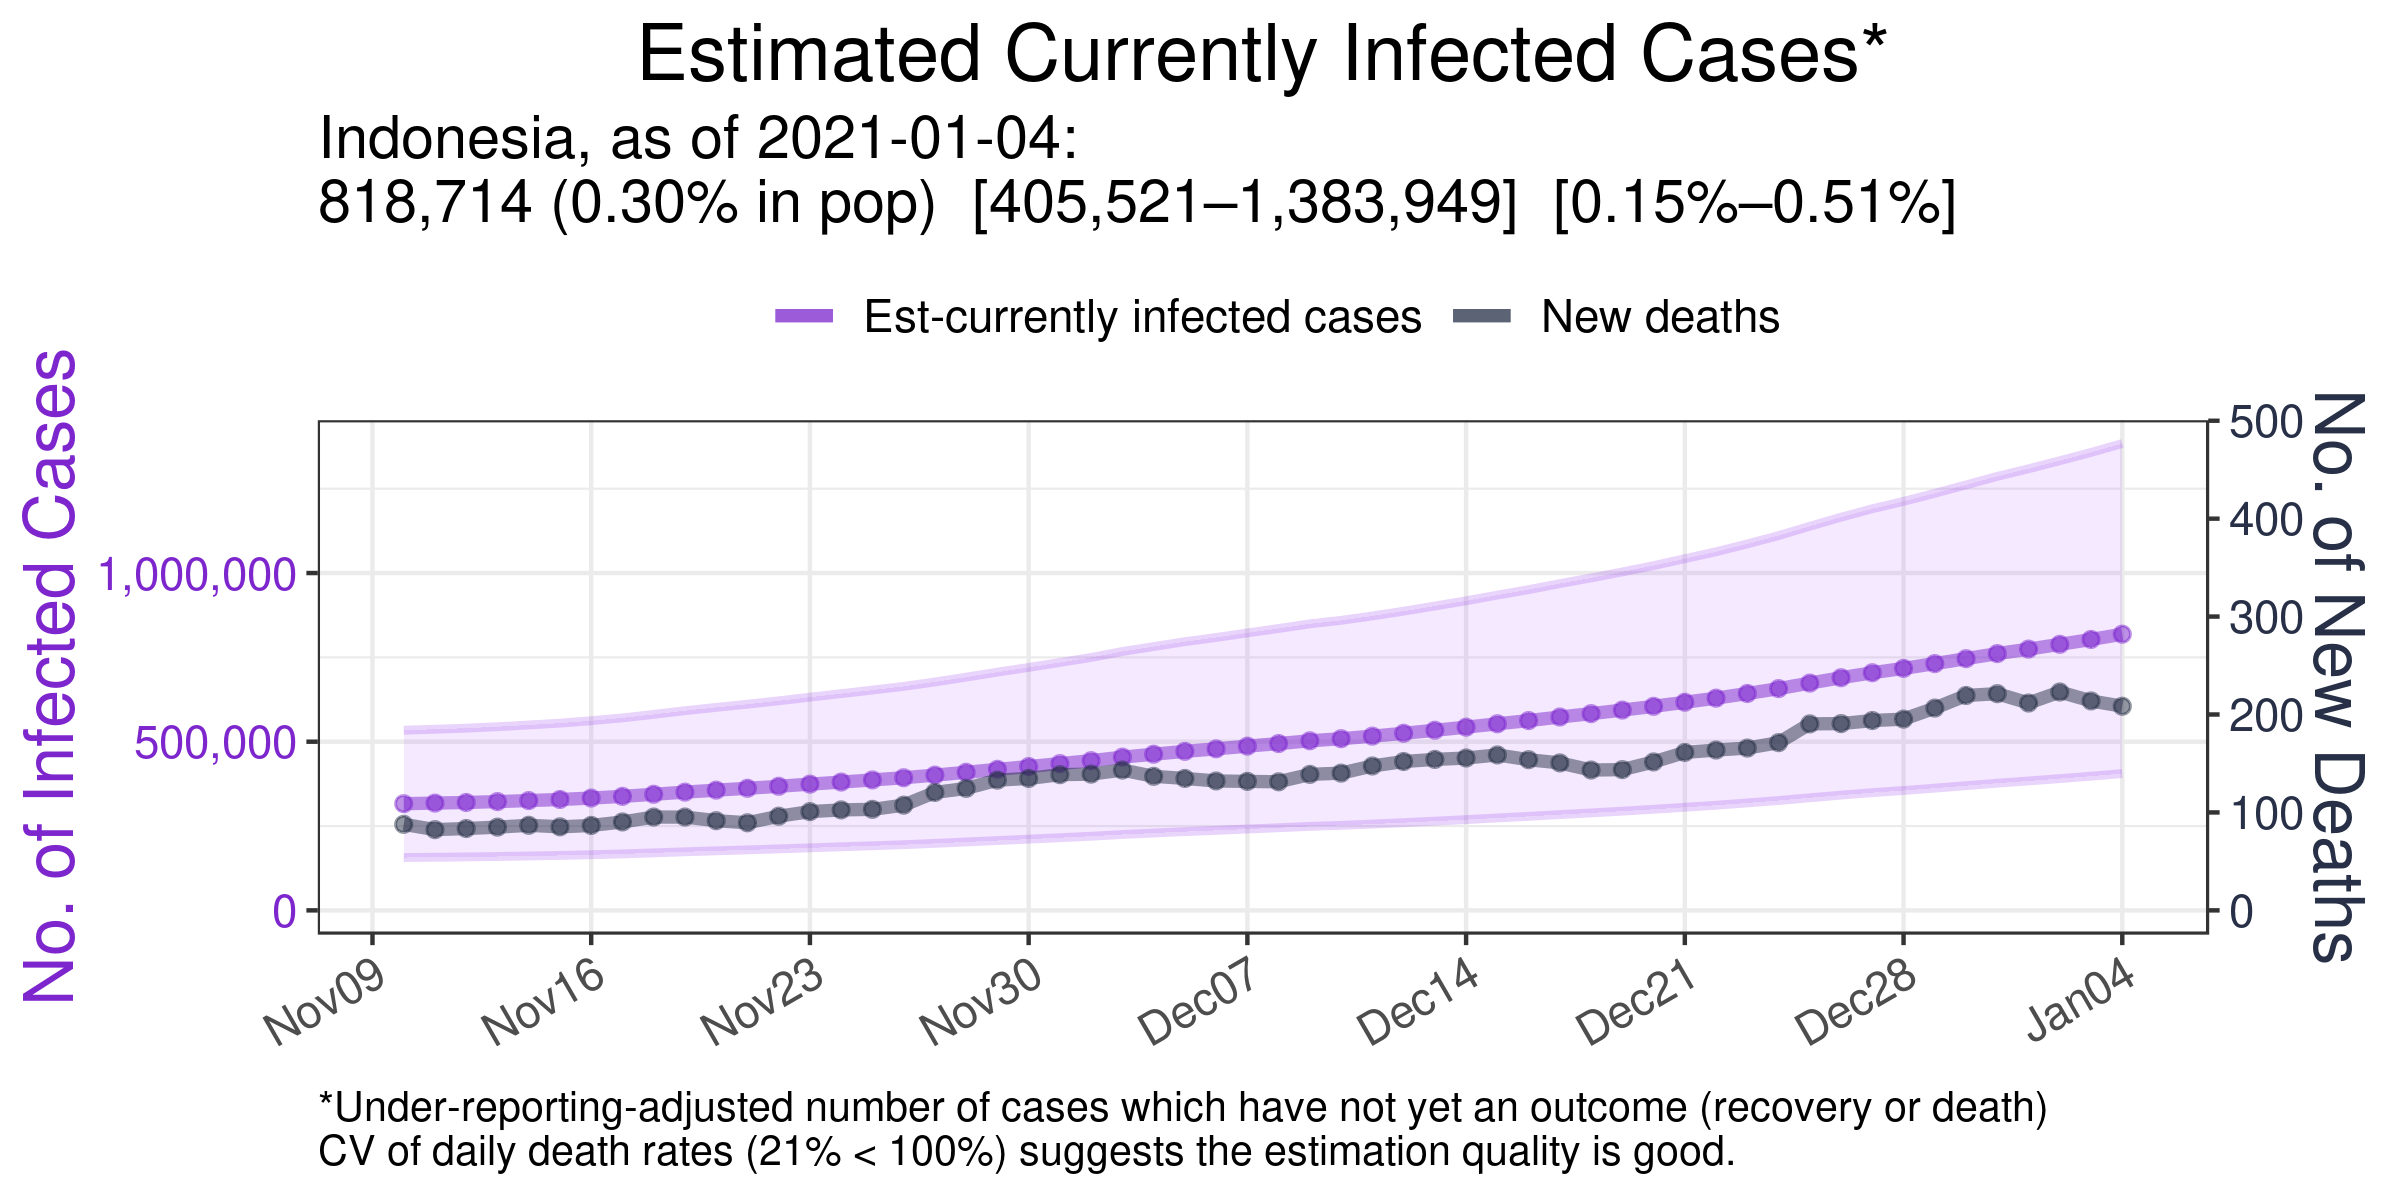 Estimated Currently Infected Cases*
Indonesia, as of 2021-01-04:
818,714 (0.30% in pop)  [405,521–1,383,949]  [0.15%–0.51%]
Est-currently infected cases
New deaths
No. of Infected Cases
1,000,000
500,000
0
No. of New Deaths
500
400
300
200
100
0
Nov09
Nov16
Nov23
Nov30
Dec07
Dec14
Dec21
Dec28
Jan04
*Under-reporting-adjusted number of cases which have not yet an outcome (recovery or death)
CV of daily death rates (21% < 100%) suggests the estimation quality is good.